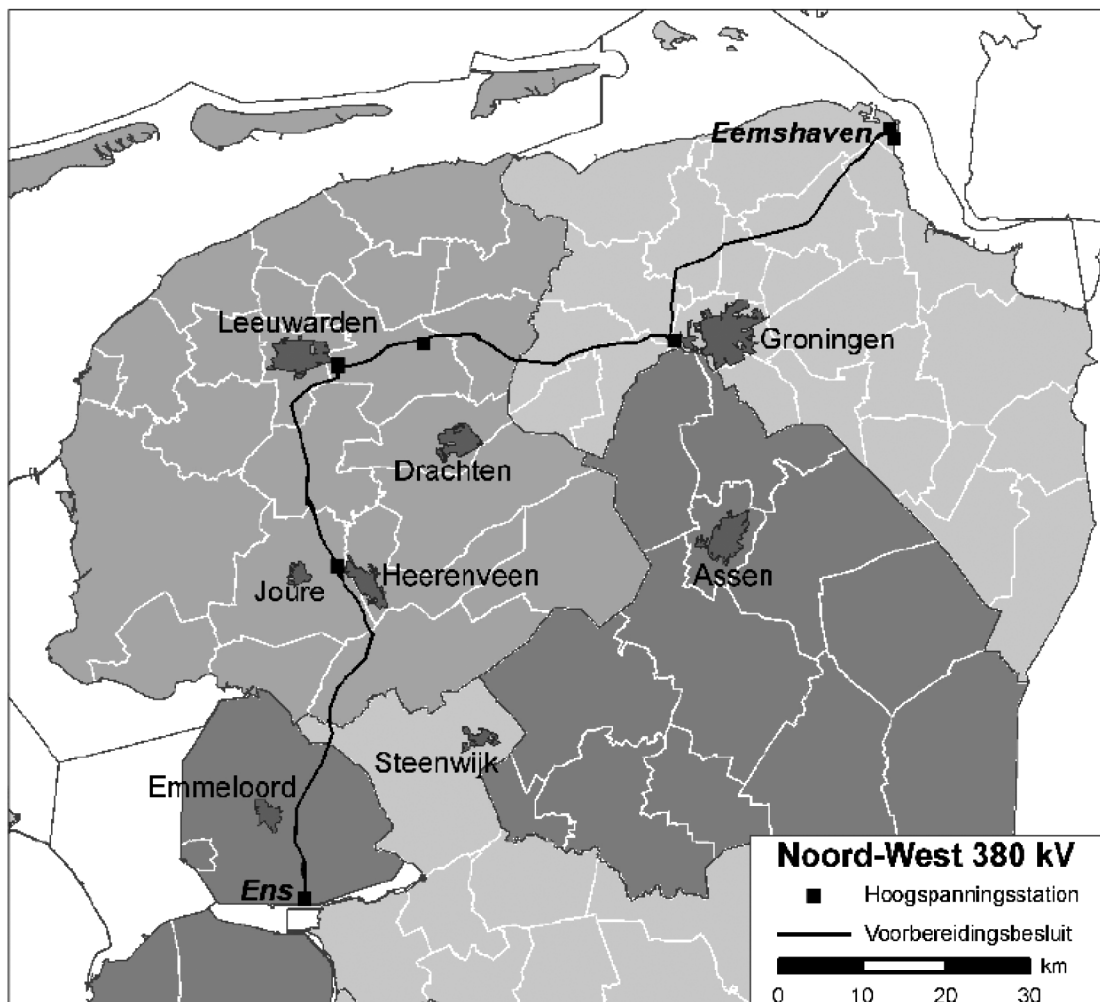 Eemshaven
Leeuwarden
Groningen
Drachten
Assen
Heerenveen
Joure
Steenwijk
Emmeloord
Ens
Noord-West 380 kV
Hoogspanningsstation
Voorbereidingsbesluit
km
0 10 20 30